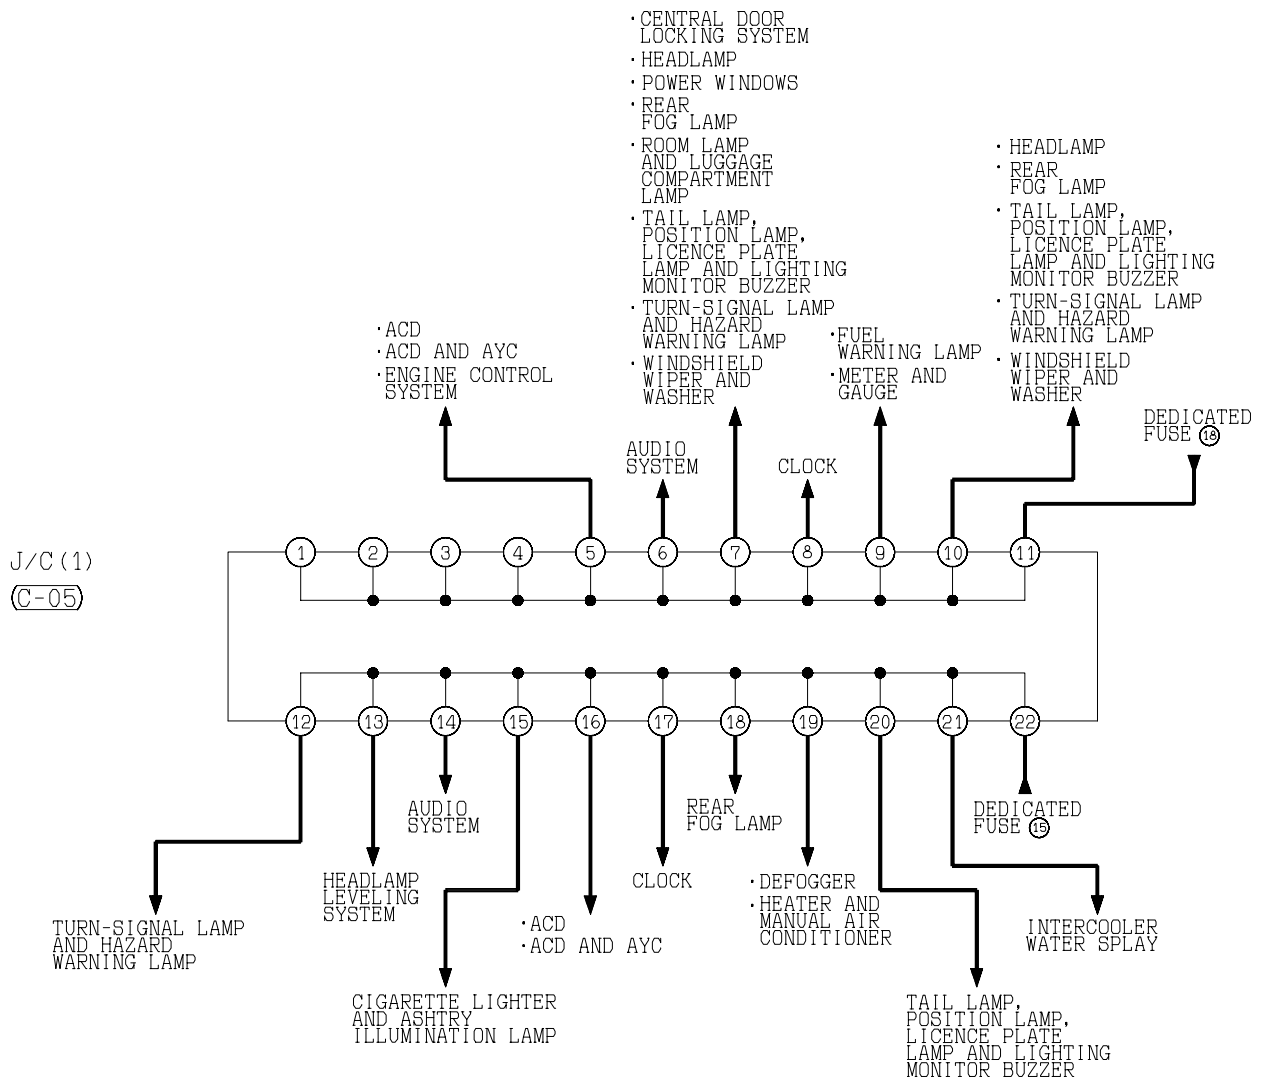 · CENTRAL DOOR
LOCKING SYSTEM
· HEADLAMP
· POWER WINDOWS
· REAR
FOG LAMP
· ROOM LAMP
AND LUGGAGE
COMPARTMENT
LAMP
· TAIL LAMP,
POSITION LAMP,
LICENCE PLATE
LAMP AND LIGHTING
MONITOR BUZZER
· TURN-SIGNAL LAMP
AND HAZARD
WARNING LAMP
· WINDSHIELD
WIPER AND
WASHER
· HEADLAMP
· REAR
FOG LAMP
· TAIL LAMP,
POSITION LAMP,
LICENCE PLATE
LAMP AND LIGHTING
MONITOR BUZZER
· TURN-SIGNAL LAMP
AND HAZARD
WARNING LAMP
· WINDSHIELD
WIPER AND
WASHER
· ACD
· ACD AND AYC
· ENGINE CONTROL
SYSTEM
· FUEL
WARNING LAMP
· METER AND
GAUGE
DEDICATED
FUSE 18
AUDIO
SYSTEM
CLOCK
J/C (1)
C-05
1 2 3 4 5 6 7 8 9 10 11
12 13 14 15 16 17 18 19 20 21 22
AUDIO
SYSTEM
REAR
FOG LAMP
DEDICATED
FUSE 15
HEADLAMP
LEVELING
SYSTEM
CLOCK
· DEFOGGER
· HEATER AND
MANUAL AIR
CONDITIONER
TURN-SIGNAL LAMP
AND HAZARD
WARNING LAMP
· ACD
· ACD AND AYC
INTERCOOLER
WATER SPLAY
CIGARETTE LIGHTER
AND ASHTRY
ILLUMINATION LAMP
TAIL LAMP,
POSITION LAMP,
LICENCE PLATE
LAMP AND LIGHTING
MONITOR BUZZER